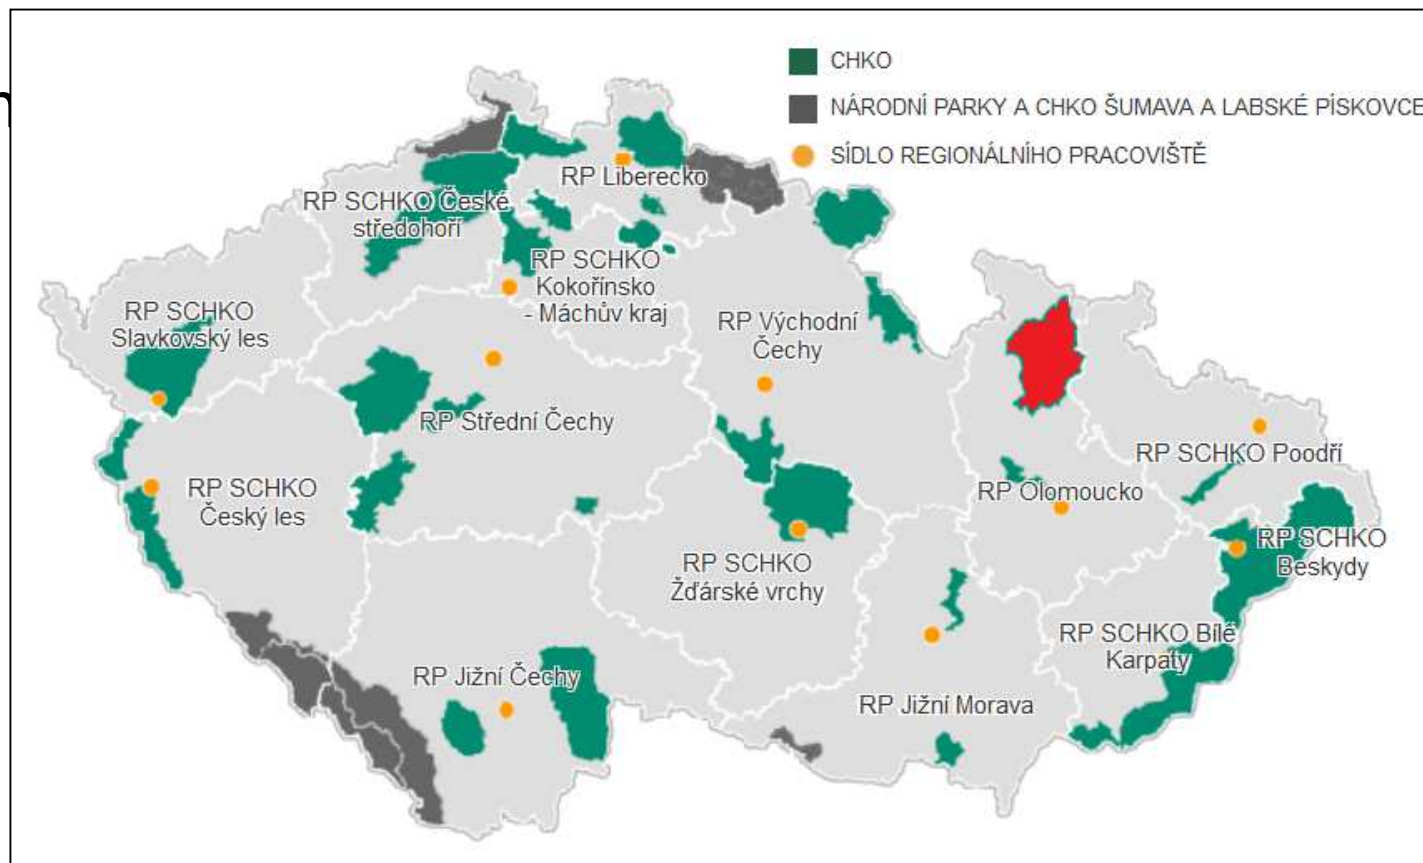 CHKO
NÁRODNÍ PARKY A CHKO ŠUMAVA A LABSKÉ PÍSKOVCE
SÍDLO REGIONÁLNÍHO PRACOVIŠTĚ
RP Liberecko
RP SCHKO České
středohoří
RP SCHKO
Kokořínsko
- Máchův kraj
RP SCHKO
Slavkovský les
RP Východní
Čechy
RP Střední Čechy
RP SCHKO Poodří
RP SCHKO
Český les
RP Olomoucko
RP SCHKO
Beskydy
RP SCHKO
Žďárské vrchy
RP SCHKO Bílé
Karpaty
RP Jižní Čechy
RP Jižní Morava